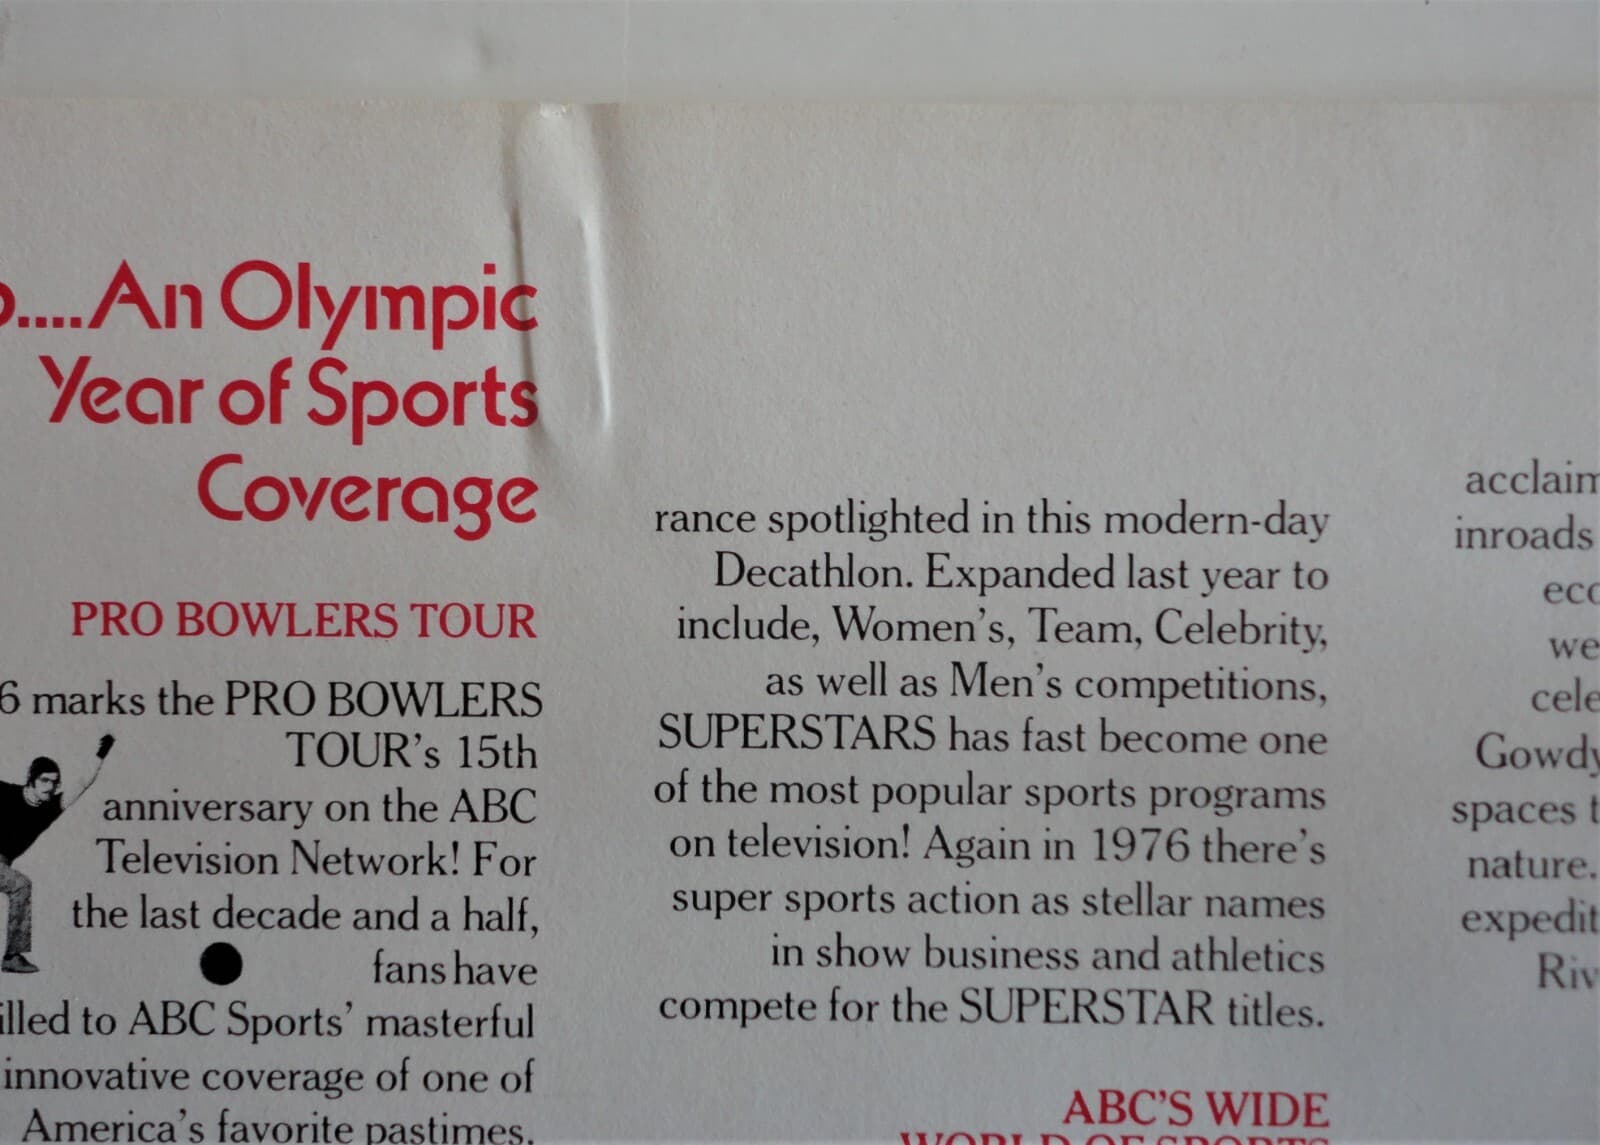 ....An Olympic
Year of Sports
Coverage
PRO BOWLERS TOUR
6 marks the PRO BOWLERS
TOUR's 15th
anniversary on the ABC
Television Network! For
the last decade and a half,
fans have
illed to ABC Sports' masterful
innovative coverage of one of
America's favorite pastimes.
rance spotlighted in this modern-day
Decathlon. Expanded last year to
include, Women's, Team, Celebrity,
as well as Men's competitions,
SUPERSTARS has fast become one
of the most popular sports programs
on television! Again in 1976 there's
super sports action as stellar names
in show business and athletics
compete for the SUPERSTAR titles.
ABC'S WIDE
WORLD OF SPORTS
acclaim
inroads
eco
we
cele
Gowdy
spaces t
nature.
expedit
Riv